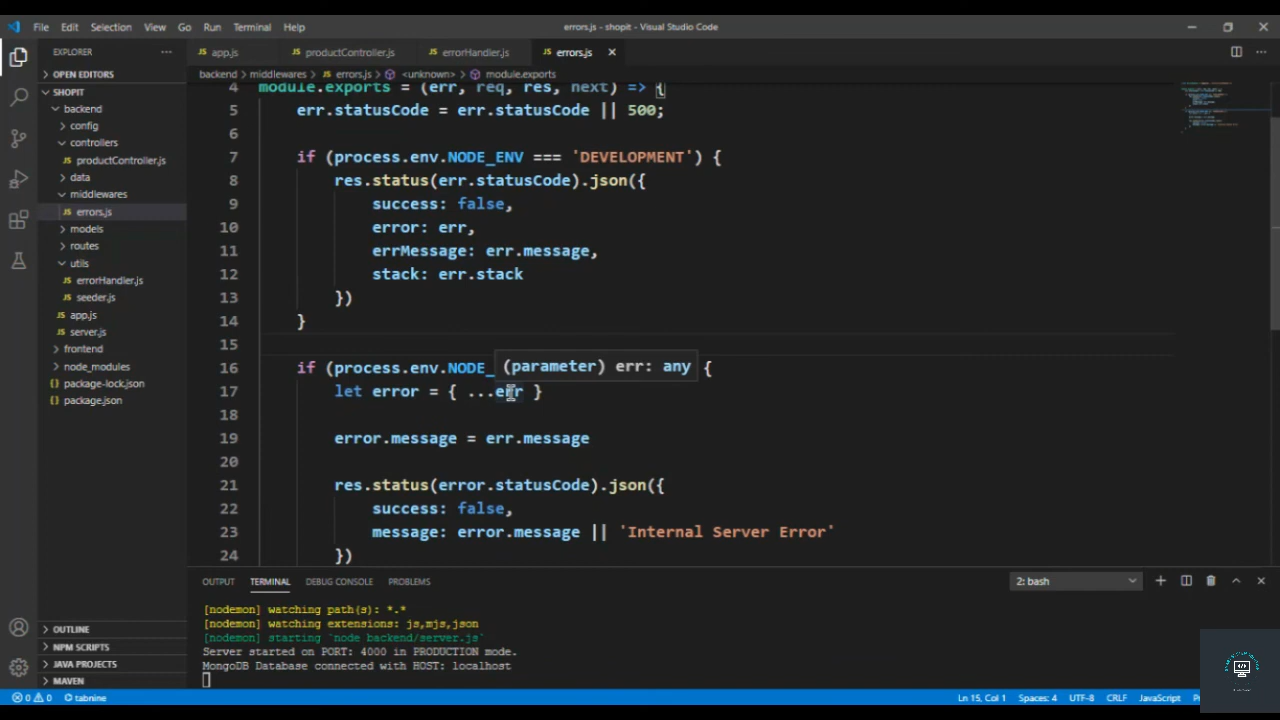 File Edit Selection View Go Run Terminal Help
errors.js - shopit - Visual Studio Code
EXPLORER
app.js productController.js errorHandler.js errors.js
OPEN EDITORS
SHOPIT
backend
config
controllers
productController.js
data
middlewares
errors.js
models
routes
utils
errorHandler.js
seeder.js
app.js
server.js
frontend
node_modules
package-lock.json
package.json
OUTLINE
NPM SCRIPTS
JAVA PROJECTS
MAVEN
backend > middlewares > errors.js > <unknown> > module.exports
4 module.exports = (err, req, res, next) => {
5 err.statusCode = err.statusCode || 500;
6
7 if (process.env.NODE_ENV === 'DEVELOPMENT') {
8 res.status(err.statusCode).json({
9 success: false,
10 error: err,
11 errMessage: err.message,
12 stack: err.stack
13 })
14 }
15
(parameter) err: any
16 if (process.env.NODE_ {
17 let error = { ...err }
18
19 error.message = err.message
20
21 res.status(error.statusCode).json({
22 success: false,
23 message: error.message || 'Internal Server Error'
24 })
OUTPUT TERMINAL DEBUG CONSOLE PROBLEMS
2: bash
[nodemon] watching path(s): *.*
[nodemon] watching extensions: js,mjs,json
[nodemon] starting `node backend/server.js`
Server started on PORT: 4000 in PRODUCTION mode.
MongoDB Database connected with HOST: localhost
0 0 tabnine
Ln 15, Col 1 Spaces: 4 UTF-8 CRLF JavaScript